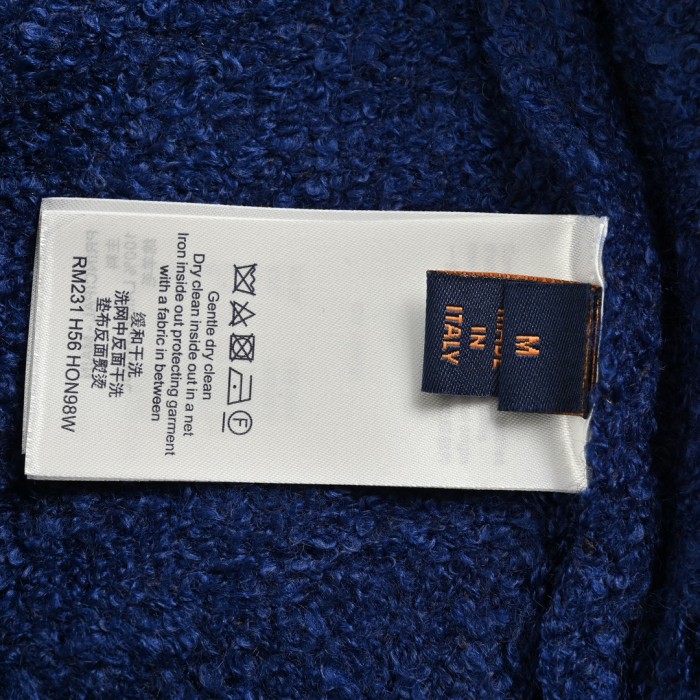 Gentle dry clean
Dry clean inside out in a net
Iron inside out protecting garment
with a fabric in between
缓和干洗
洗网中反面干洗
垫布反面熨烫
RM231 H56 HON98W
F
M
IN
ITALY